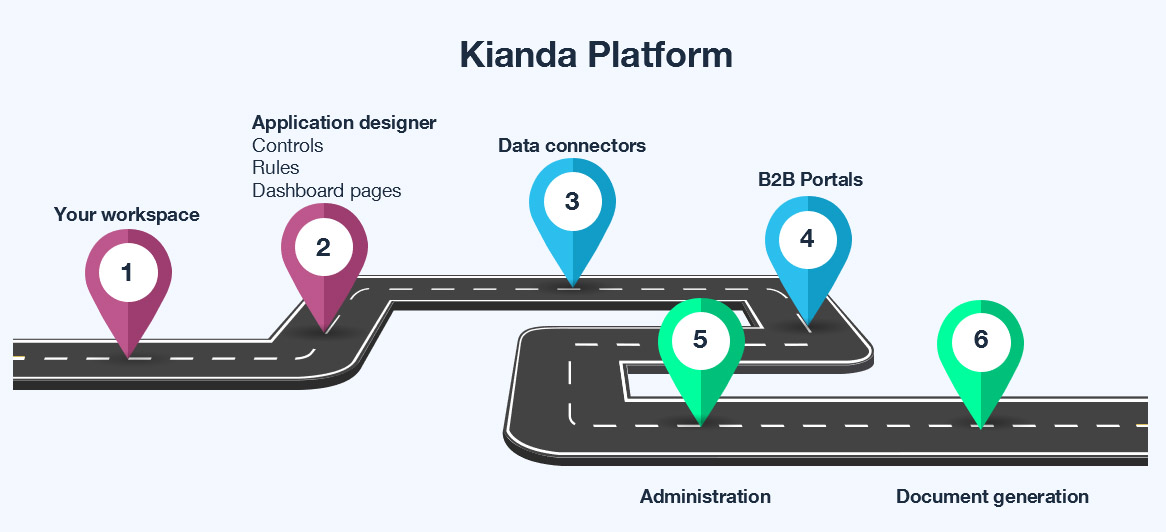 Kianda Platform
Your workspace
1
Application designer
Controls
Rules
Dashboard pages
2
Data connectors
3
B2B Portals
4
5
Administration
6
Document generation